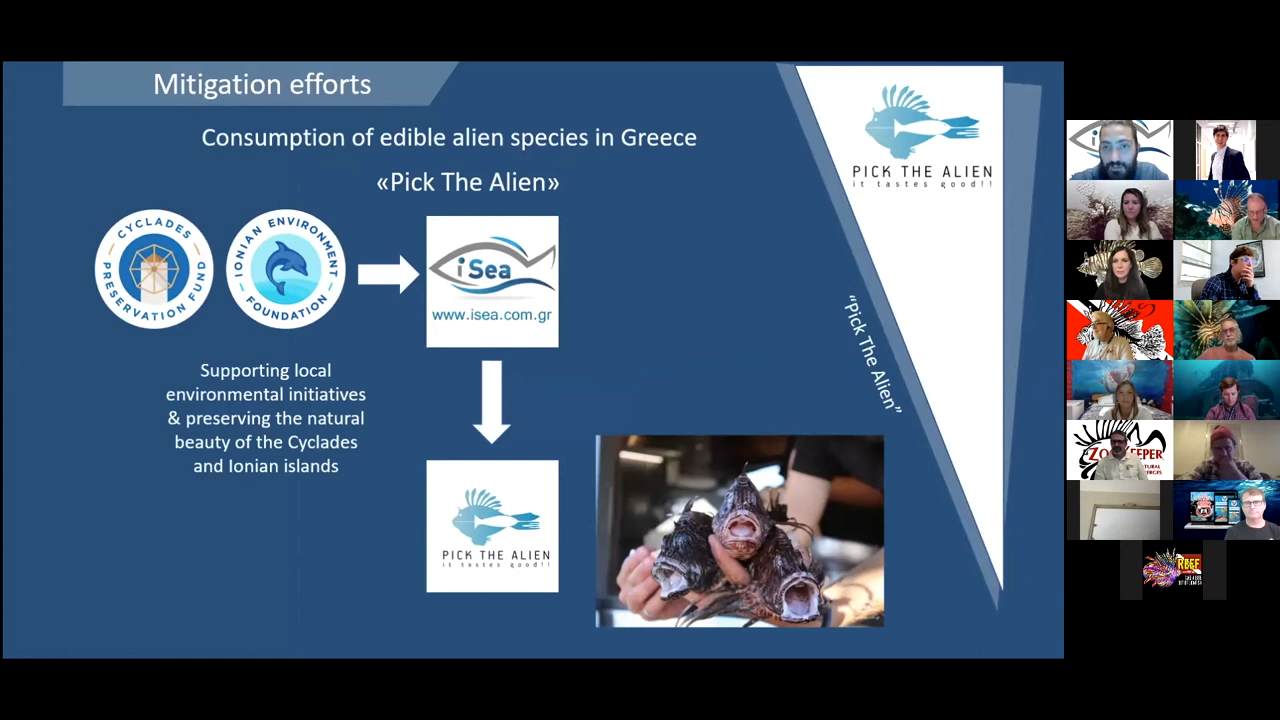 Mitigation efforts
Consumption of edible alien species in Greece
«Pick The Alien»
CYCLADES
PRESERVATION FUND
IONIAN ENVIRONMENT
FOUNDATION
iSea
www.isea.com.gr
Supporting local
environmental initiatives
& preserving the natural
beauty of the Cyclades
and Ionian islands
PICK THE ALIEN
it tastes good!!
PICK THE ALIEN
it tastes good!!
“Pick The Alien”
ZooKeeper
REEF